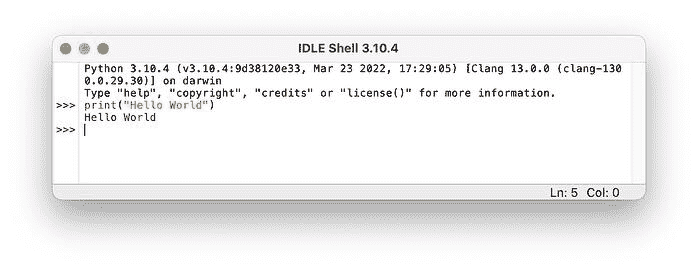 IDLE Shell 3.10.4
Python 3.10.4 (v3.10.4:9d38120e33, Mar 23 2022, 17:29:05) [Clang 13.0.0 (clang-130
0.0.29.30)] on darwin
Type "help", "copyright", "credits" or "license()" for more information.
>>> print("Hello World")
Hello World
>>>
Ln: 5 Col: 0